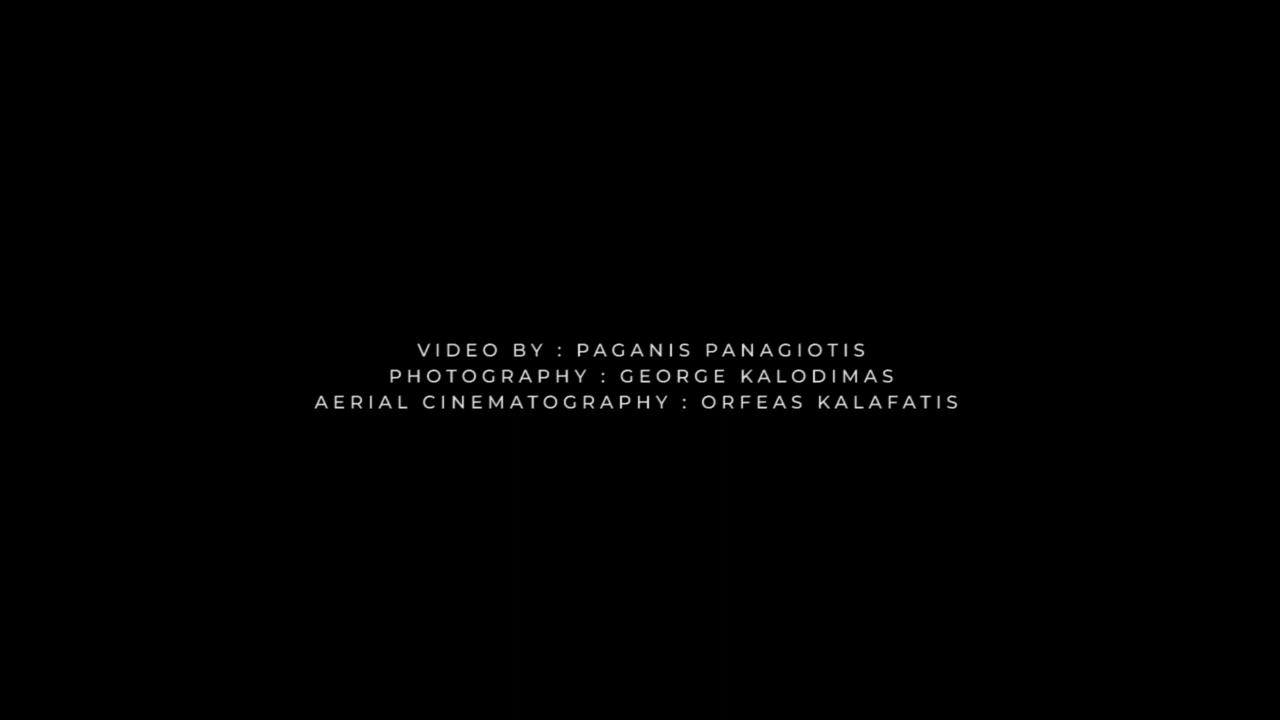 VIDEO BY : PAGANIS PANAGIOTIS
PHOTOGRAPHY : GEORGE KALODIMAS
AERIAL CINEMATOGRAPHY : ORFEAS KALAFATIS